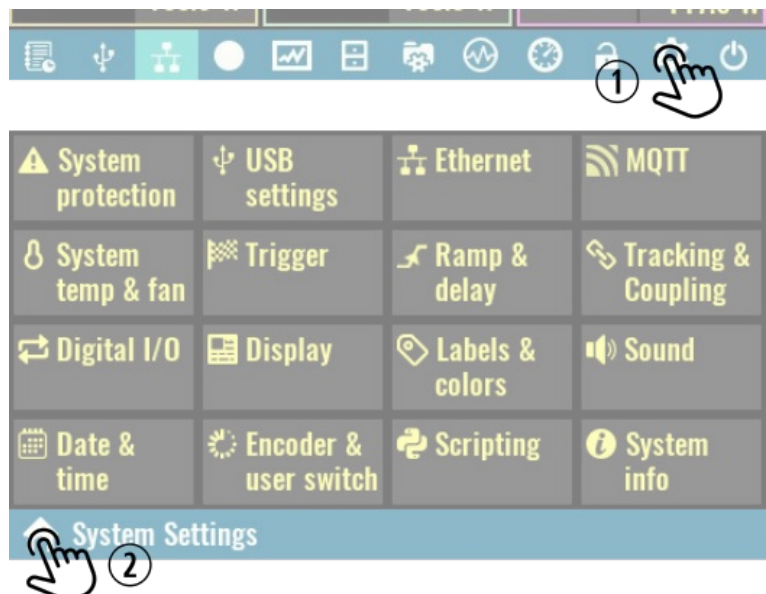 1
System
protection
USB
settings
Ethernet
MQTT
System
temp & fan
Trigger
Ramp &
delay
Tracking &
Coupling
Digital I/O
Display
Labels &
colors
Sound
Date &
time
Encoder &
user switch
Scripting
System
info
System Settings
2